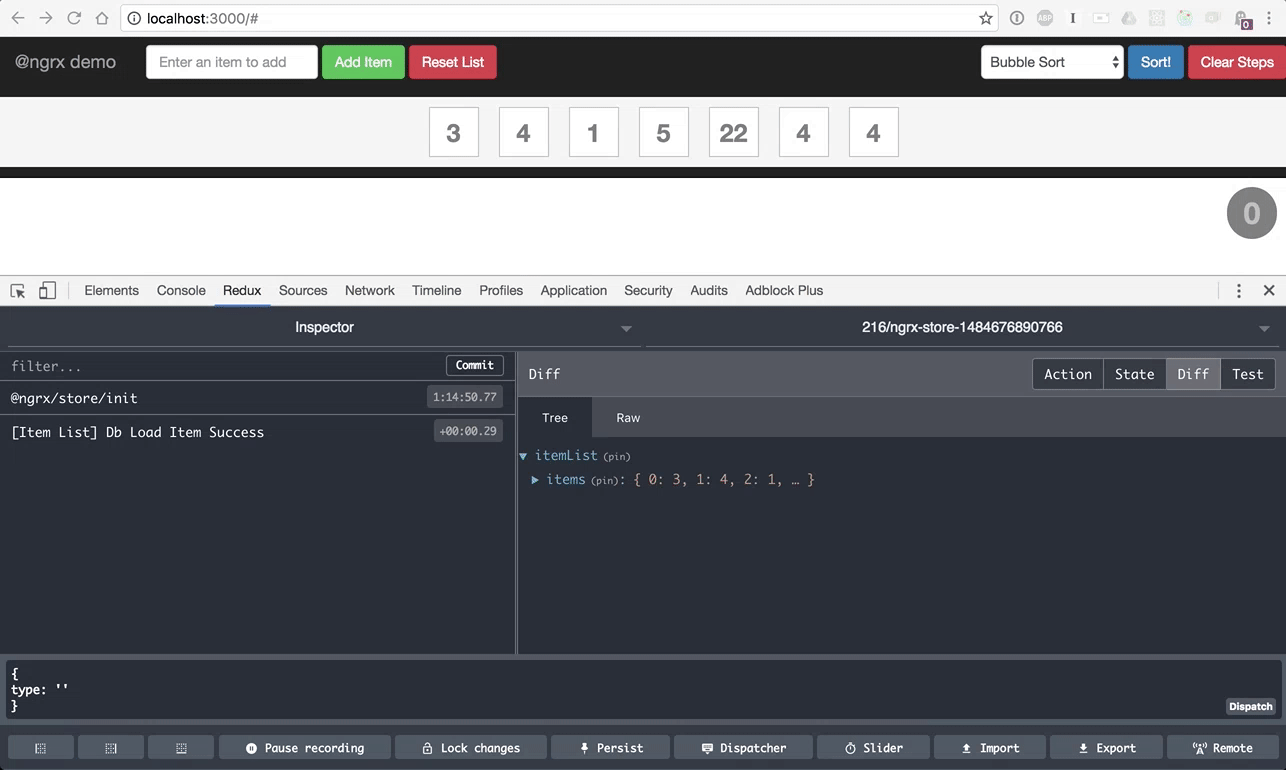 localhost:3000/#
ABP
0
@ngrx demo Enter an item to add Add Item Reset List Bubble Sort Sort! Clear Steps
3 4 1 5 22 4 4
0
Elements Console Redux Sources Network Timeline Profiles Application Security Audits Adblock Plus
Inspector 216/ngrx-store-1484676890766
filter... Commit
Diff Action State Diff Test
@ngrx/store/init 1:14:50.77
Tree Raw
[Item List] Db Load Item Success +00:00.29
itemList (pin)
items (pin): { 0: 3, 1: 4, 2: 1, … }
{
type: ''
}
Dispatch
Pause recording Lock changes Persist Dispatcher Slider Import Export Remote